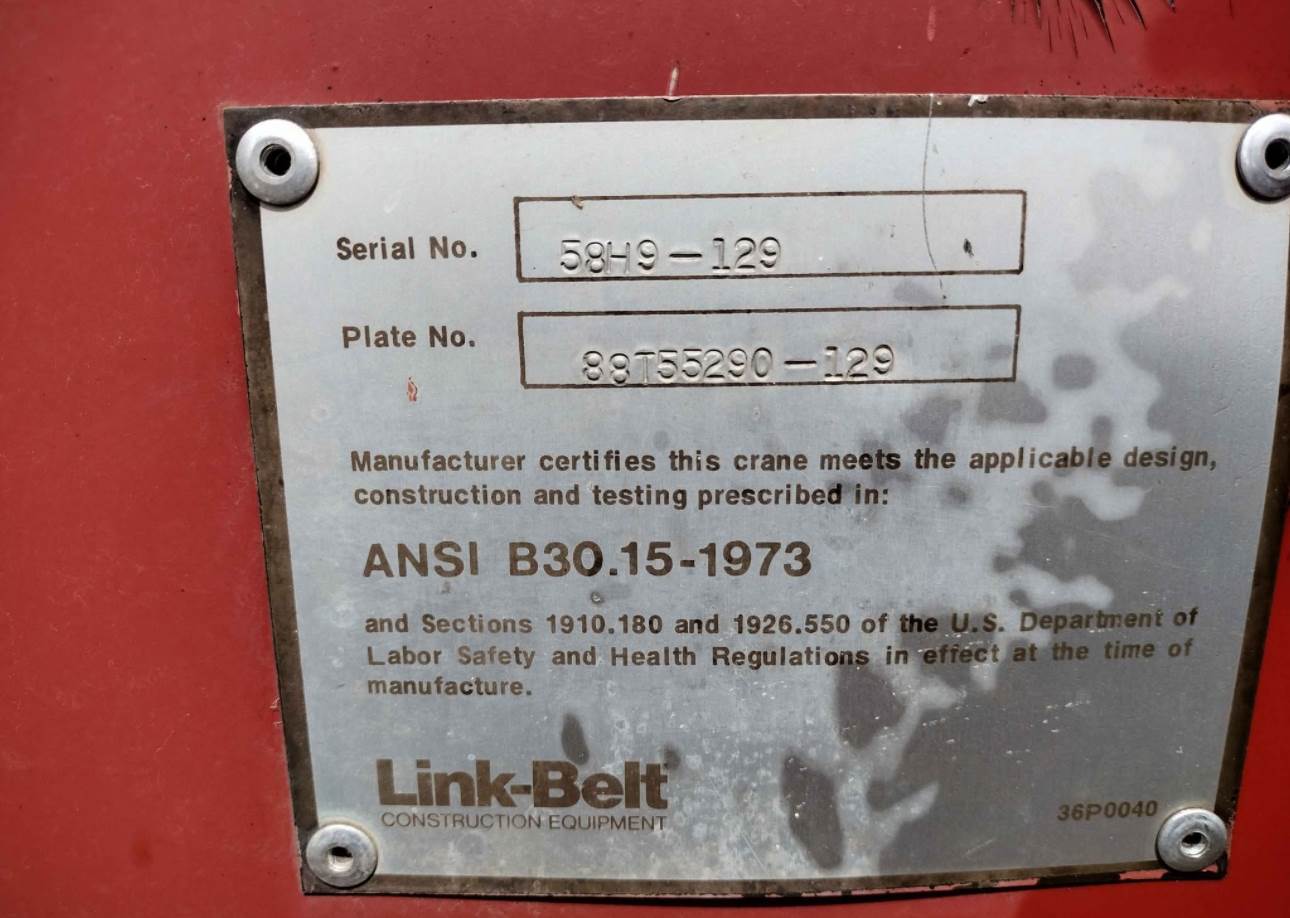 Serial No. 58H9-129
Plate No. 88T55290-129
Manufacturer certifies this crane meets the applicable design,
construction and testing prescribed in:
ANSI B30.15-1973
and Sections 1910.180 and 1926.550 of the U.S. Department of
Labor Safety and Health Regulations in effect at the time of
manufacture.
Link-Belt
CONSTRUCTION EQUIPMENT
36P0040